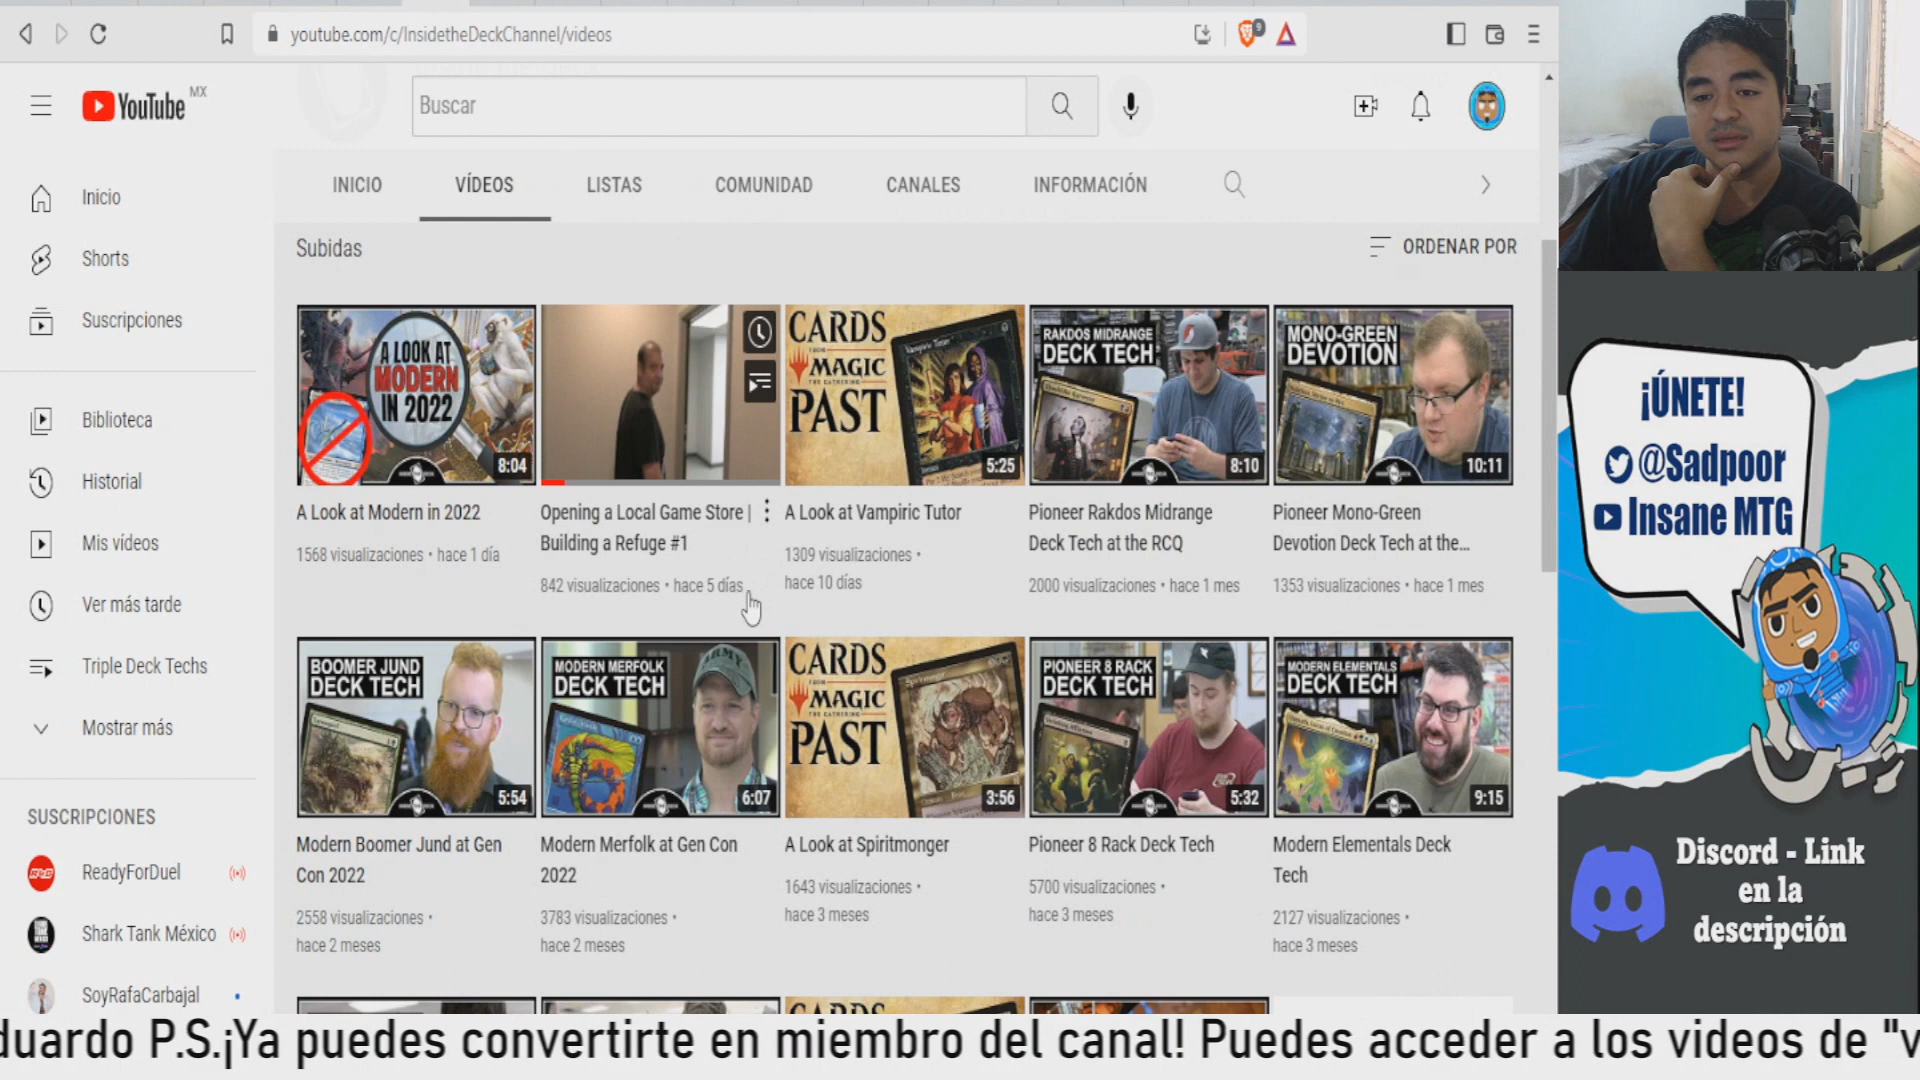 youtube.com/c/InsidetheDeckChannel/videos
9
YouTube MX
Buscar
INICIO VÍDEOS LISTAS COMUNIDAD CANALES INFORMACIÓN
Subidas
ORDENAR POR
Inicio
Shorts
Suscripciones
Biblioteca
Historial
Mis vídeos
Ver más tarde
Triple Deck Techs
Mostrar más
SUSCRIPCIONES
ReadyForDuel
Shark Tank México
SoyRafaCarbajal
A LOOK AT
MODERN
IN 2022
8:04
A Look at Modern in 2022
1568 visualizaciones • hace 1 día
Opening a Local Game Store |
Building a Refuge #1
842 visualizaciones • hace 5 días
CARDS
FROM
MAGIC
THE GATHERING
PAST
Vampiric Tutor
5:25
A Look at Vampiric Tutor
1309 visualizaciones •
hace 10 días
RAKDOS MIDRANGE
DECK TECH
8:10
Pioneer Rakdos Midrange
Deck Tech at the RCQ
2000 visualizaciones • hace 1 mes
MONO-GREEN
DEVOTION
10:11
Pioneer Mono-Green
Devotion Deck Tech at the...
1353 visualizaciones • hace 1 mes
BOOMER JUND
DECK TECH
5:54
Modern Boomer Jund at Gen
Con 2022
2558 visualizaciones •
hace 2 meses
MODERN MERFOLK
DECK TECH
ARMY
6:07
Modern Merfolk at Gen Con
2022
3783 visualizaciones •
hace 2 meses
CARDS
FROM
MAGIC
THE GATHERING
PAST
Spiritmonger
3:56
A Look at Spiritmonger
1643 visualizaciones •
hace 3 meses
PIONEER 8 RACK
DECK TECH
5:32
Pioneer 8 Rack Deck Tech
5700 visualizaciones •
hace 3 meses
MODERN ELEMENTALS
DECK TECH
9:15
Modern Elementals Deck
Tech
2127 visualizaciones •
hace 3 meses
CARDS
¡ÚNETE!
@Sadpoor
Insane MTG
Discord - Link
en la
descripción
duardo P.S.¡Ya puedes convertirte en miembro del canal! Puedes acceder a los videos de "v